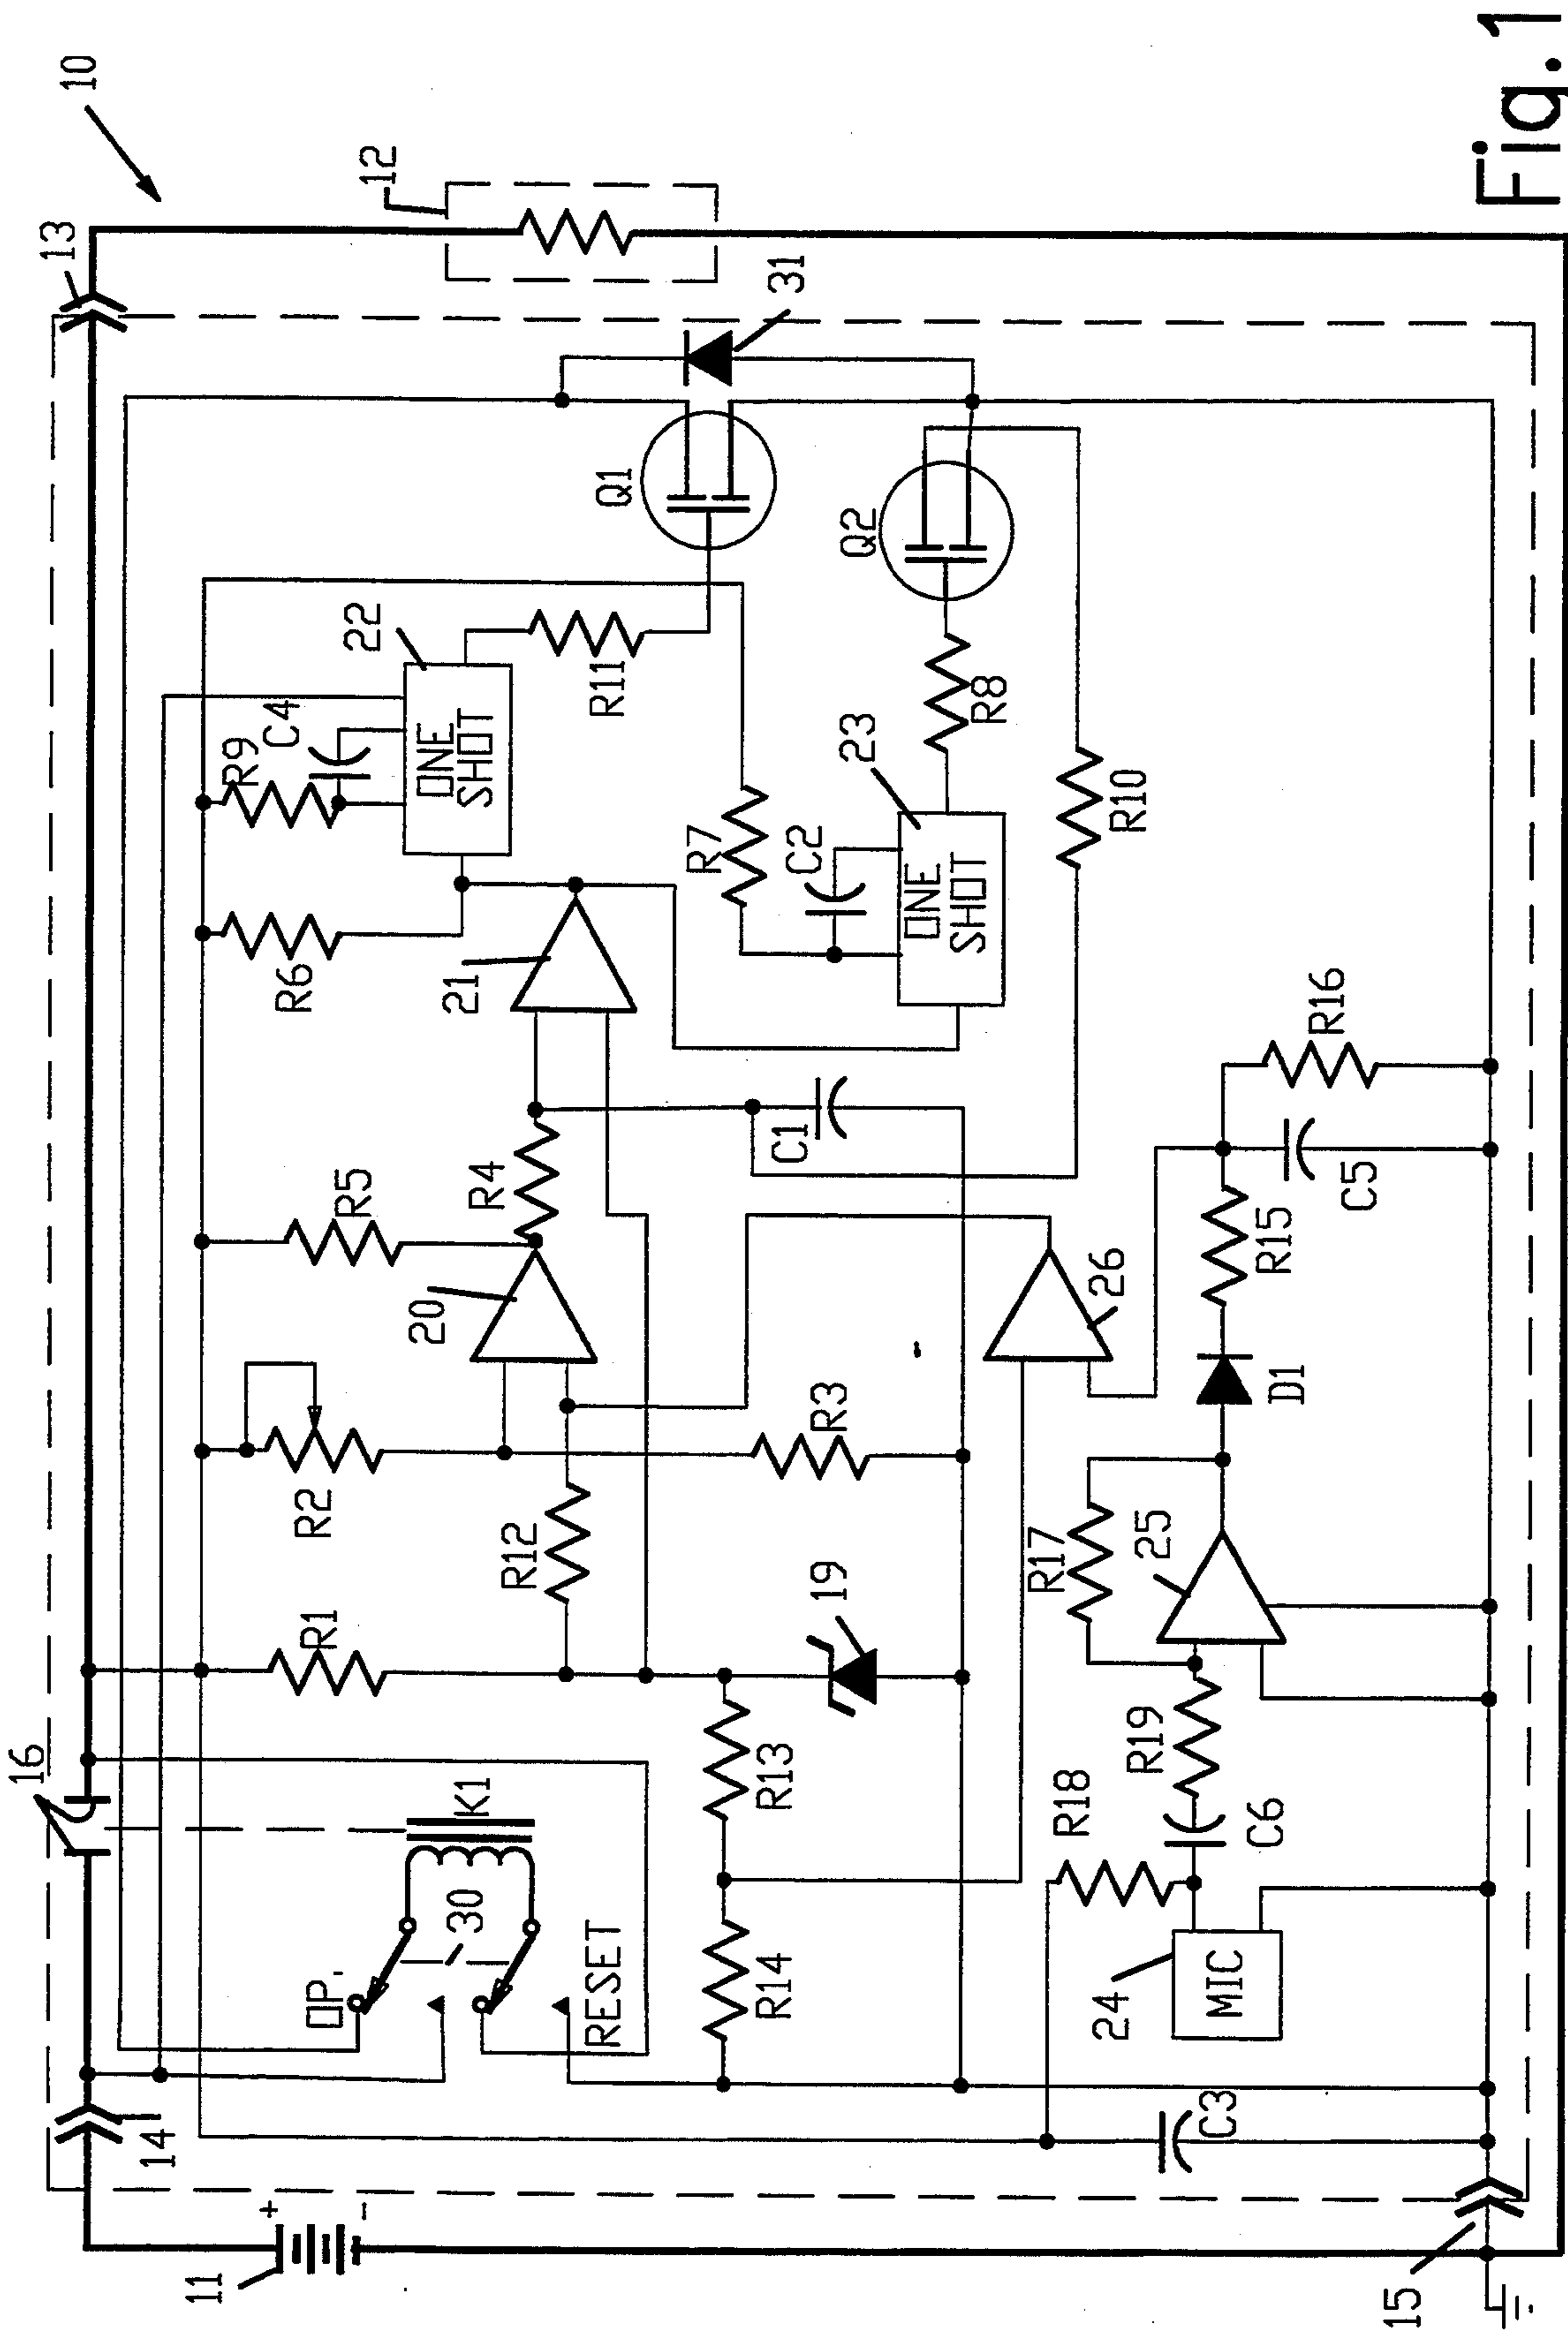 10
13
12
31
Q1
Q2
22
R9
C4
ONE
SHOT
R11
R7
C2
23
ONE
SHOT
R8
R10
R6
21
R5
R4
C1
R16
C5
R15
D1
20
26
R2
R3
R12
R1
19
R17
25
16
K1
30
OP.
RESET
R13
R14
R18
R19
C6
24
MIC
14
C3
+
-
11
15
Fig.1